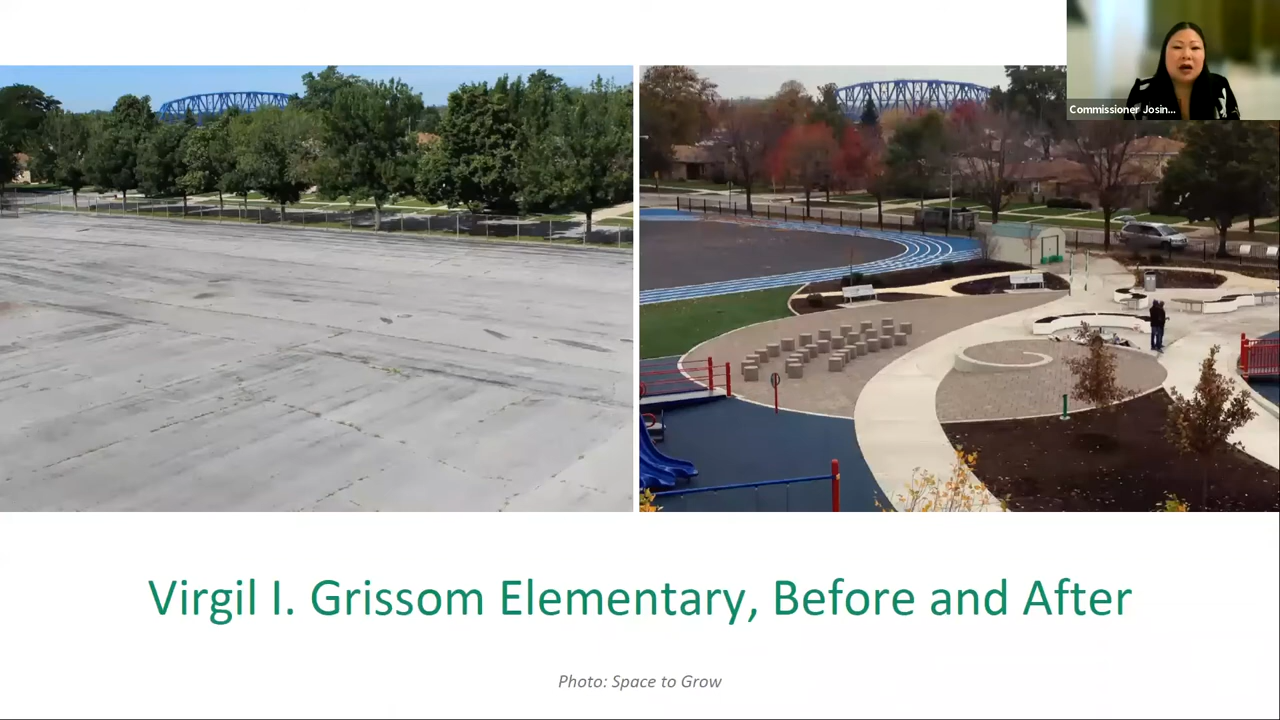 Commissioner Josin...
Virgil I. Grissom Elementary, Before and After
Photo: Space to Grow